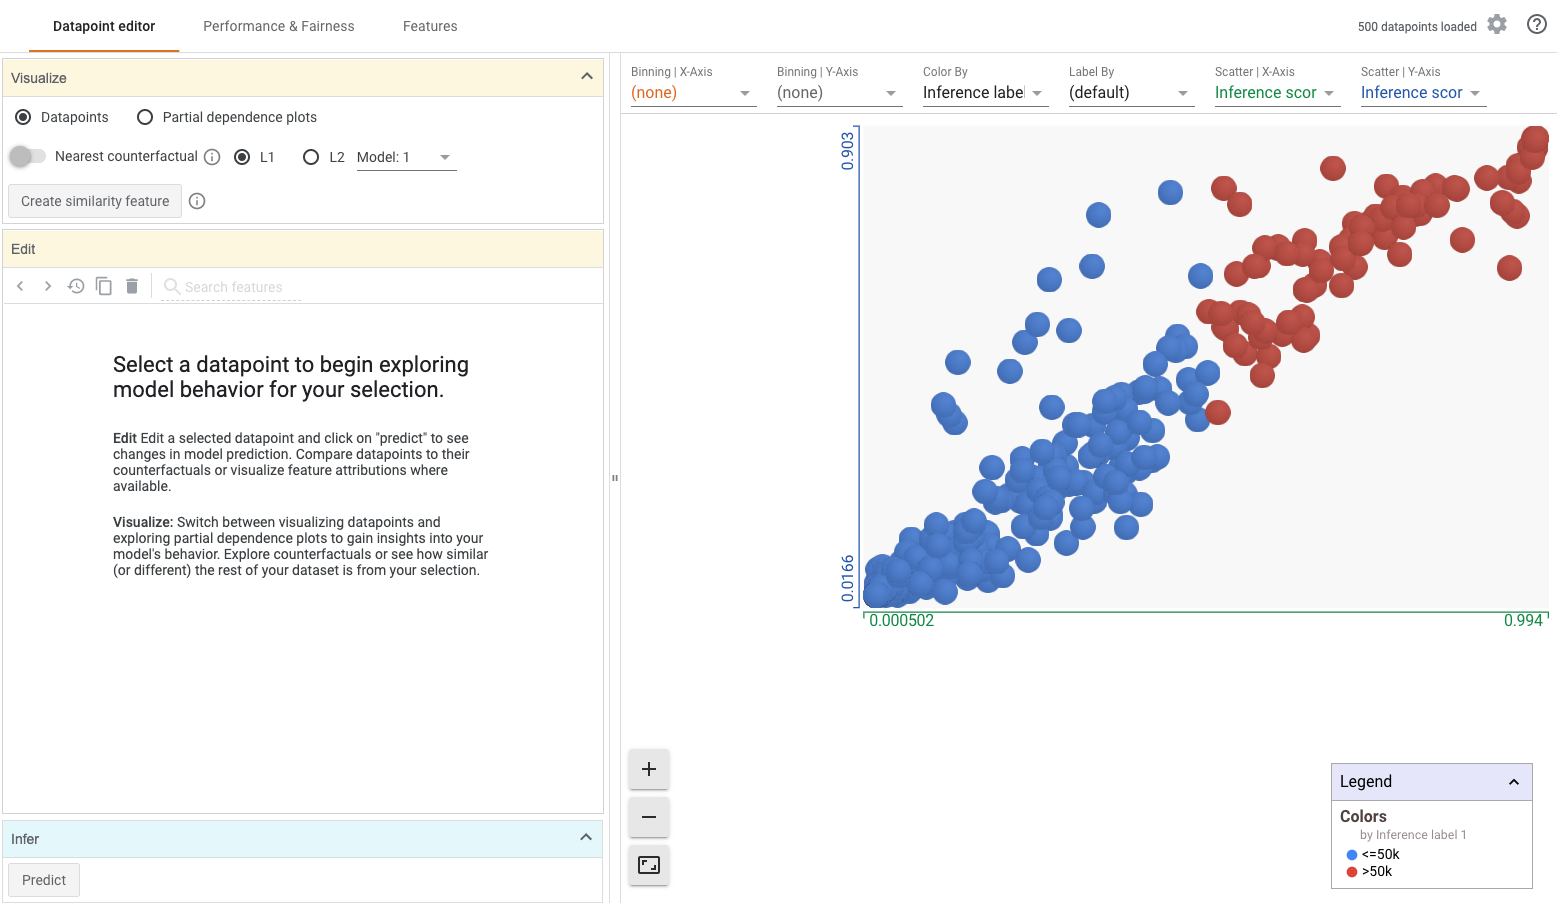 Datapoint editor
Performance & Fairness
Features
500 datapoints loaded
Visualize
Datapoints
Partial dependence plots
Nearest counterfactual
L1
L2
Model: 1
Create similarity feature
Edit
Search features
Select a datapoint to begin exploring
model behavior for your selection.
Edit Edit a selected datapoint and click on "predict" to see
changes in model prediction. Compare datapoints to their
counterfactuals or visualize feature attributions where
available.
Visualize: Switch between visualizing datapoints and
exploring partial dependence plots to gain insights into your
model's behavior. Explore counterfactuals or see how similar
(or different) the rest of your dataset is from your selection.
Infer
Predict
Binning | X-Axis
(none)
Binning | Y-Axis
(none)
Color By
Inference label
Label By
(default)
Scatter | X-Axis
Inference scor
Scatter | Y-Axis
Inference scor
0.903
0.0166
0.000502
0.994
Legend
Colors
by Inference label 1
<=50k
>50k